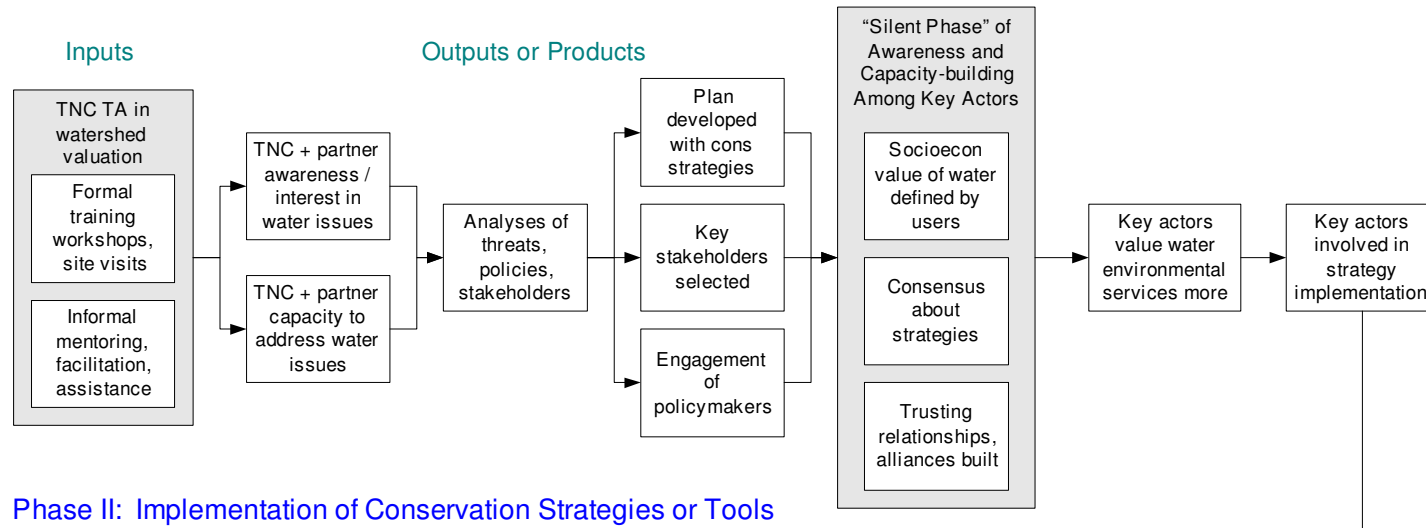 Inputs
Outputs or Products
TNC TA in
watershed
valuation
Formal
training
workshops,
site visits
Informal
mentoring,
facilitation,
assistance
TNC + partner
awareness /
interest in
water issues
TNC + partner
capacity to
address water
issues
Analyses of
threats,
policies,
stakeholders
Plan
developed
with cons
strategies
Key
stakeholders
selected
Engagement
of
policymakers
“Silent Phase” of
Awareness and
Capacity-building
Among Key Actors
Socioecon
value of water
defined by
users
Consensus
about
strategies
Trusting
relationships,
alliances built
Key actors
value water
environmental
services more
Key actors
involved in
strategy
implementation
Phase II: Implementation of Conservation Strategies or Tools